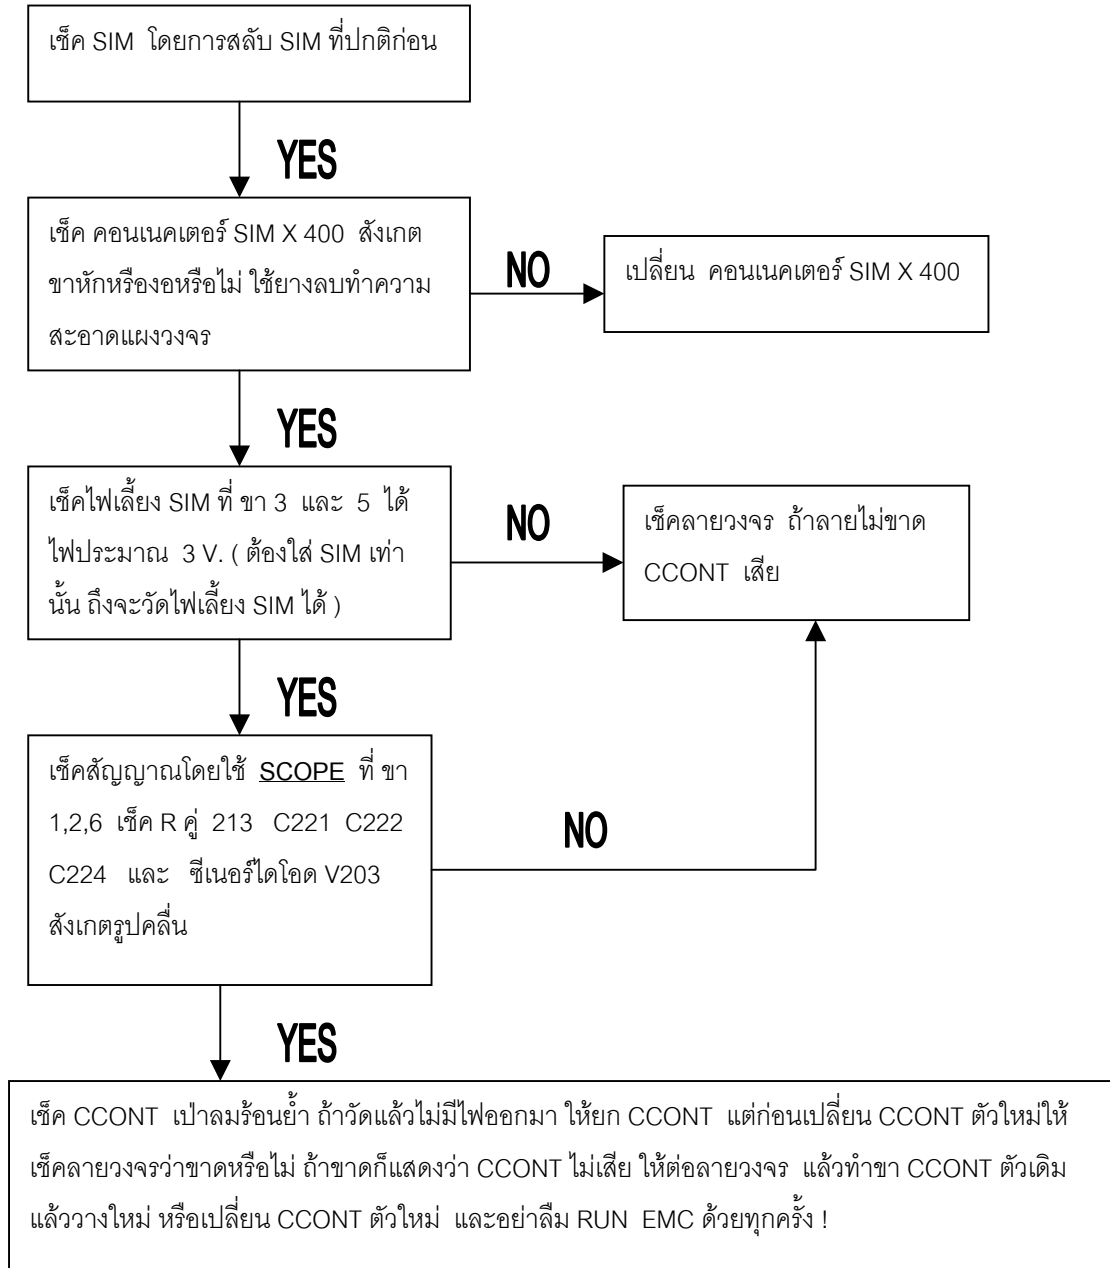 เช็ค SIM โดยการสลับ SIM ที่ปกติก่อน
YES
เช็ค คอนเนคเตอร์ SIM X 400 สังเกต
ขาหักหรืองอหรือไม่ ใช้ยางลบทำความ
สะอาดแผงวงจร
NO
เปลี่ยน คอนเนคเตอร์ SIM X 400
YES
เช็คไฟเลี้ยง SIM ที่ ขา 3 และ 5 ได้
ไฟประมาณ 3 V. ( ต้องใส่ SIM เท่า
นั้น ถึงจะวัดไฟเลี้ยง SIM ได้ )
NO
เช็คลายวงจร ถ้าลายไม่ขาด
CCONT เสีย
YES
เช็คสัญญาณโดยใช้ SCOPE ที่ ขา
1,2,6 เช็ค R คู่ 213 C221 C222
C224 และ ซีเนอร์ไดโอด V203
สังเกตรูปคลื่น
NO
YES
เช็ค CCONT เป่าลมร้อนย้ำ ถ้าวัดแล้วไม่มีไฟออกมา ให้ยก CCONT แต่ก่อนเปลี่ยน CCONT ตัวใหม่ให้
เช็คลายวงจรว่าขาดหรือไม่ ถ้าขาดก็แสดงว่า CCONT ไม่เสีย ให้ต่อลายวงจร แล้วทำขา CCONT ตัวเดิม
แล้ววางใหม่ หรือเปลี่ยน CCONT ตัวใหม่ และอย่าลืม RUN EMC ด้วยทุกครั้ง !